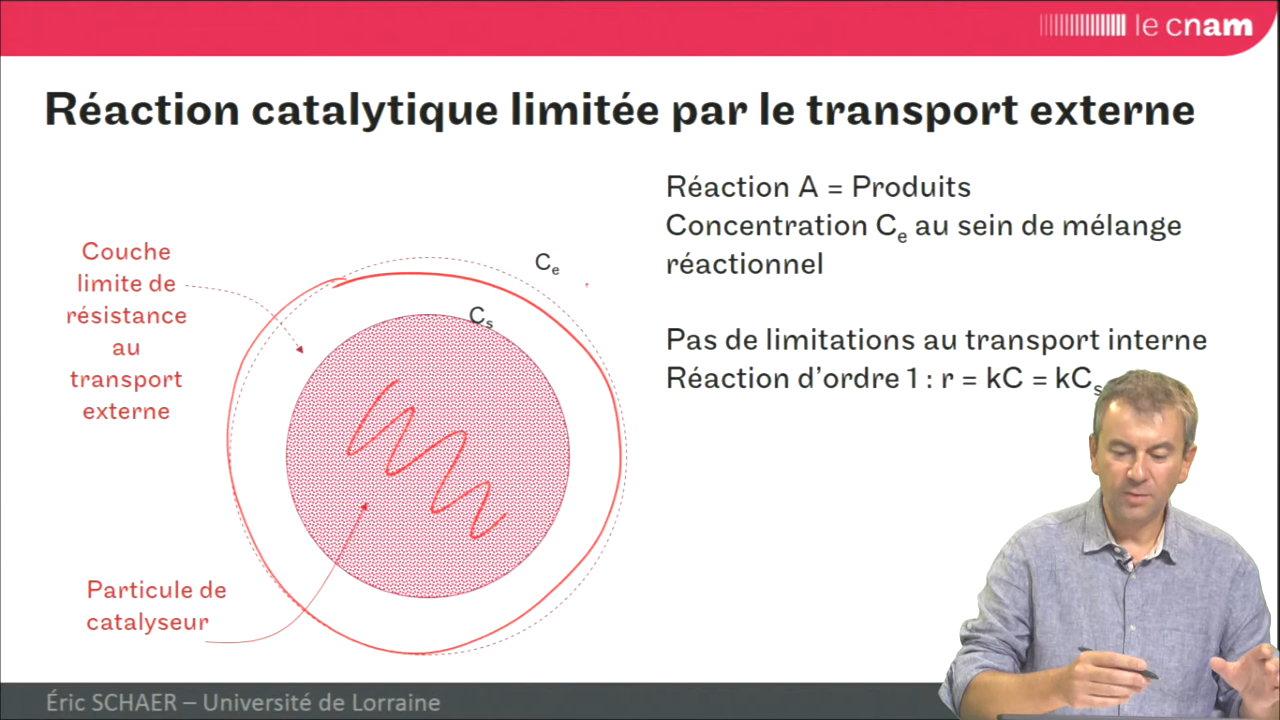 le cnam
Réaction catalytique limitée par le transport externe
Réaction A = Produits
Concentration Ce au sein de mélange
réactionnel
Pas de limitations au transport interne
Réaction d'ordre 1 : r = kC = kCs
Couche
limite de
résistance
au
transport
externe
Ce
Cs
Particule de
catalyseur
Éric SCHAER – Université de Lorraine